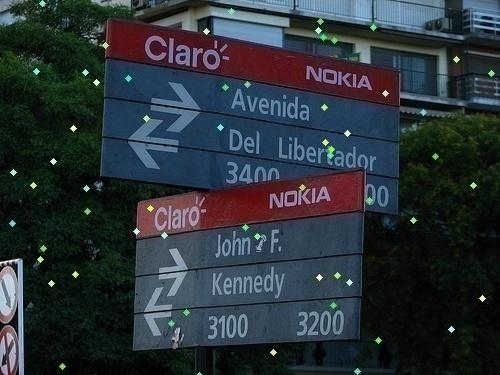 Claro NOKIA
Avenida
Del Libertador
3400
Claro NOKIA
John F.
Kennedy
3100 3200